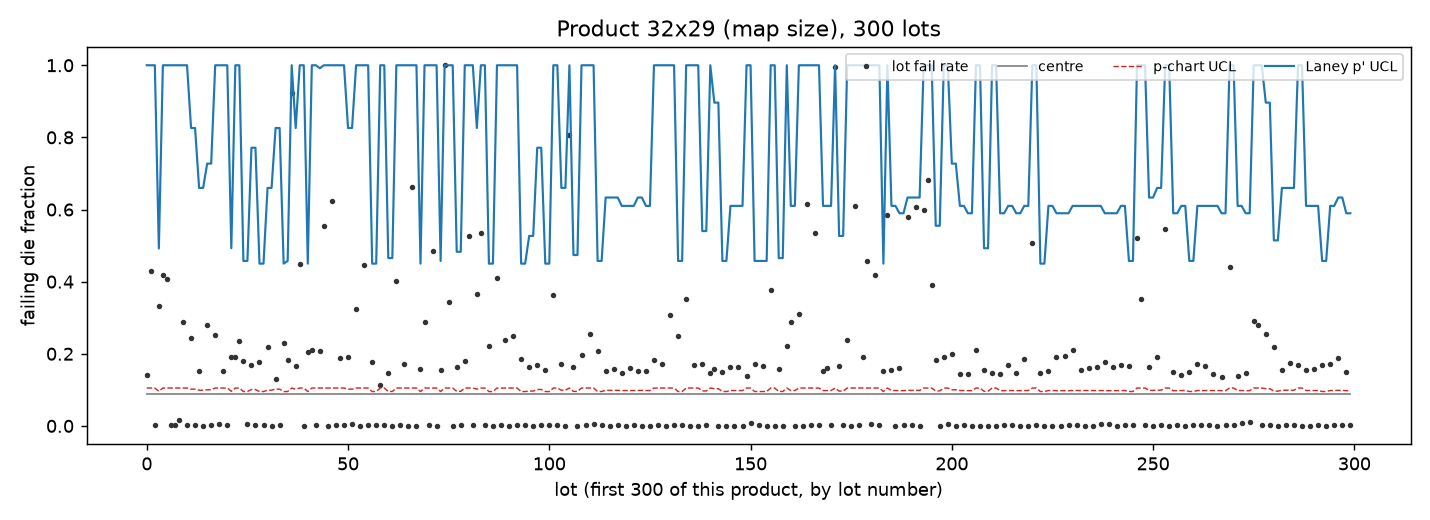 Product 32x29 (map size), 300 lots
lot fail rate centre p-chart UCL Laney p' UCL
failing die fraction
1.0
0.8
0.6
0.4
0.2
0.0
0 50 100 150 200 250 300
lot (first 300 of this product, by lot number)